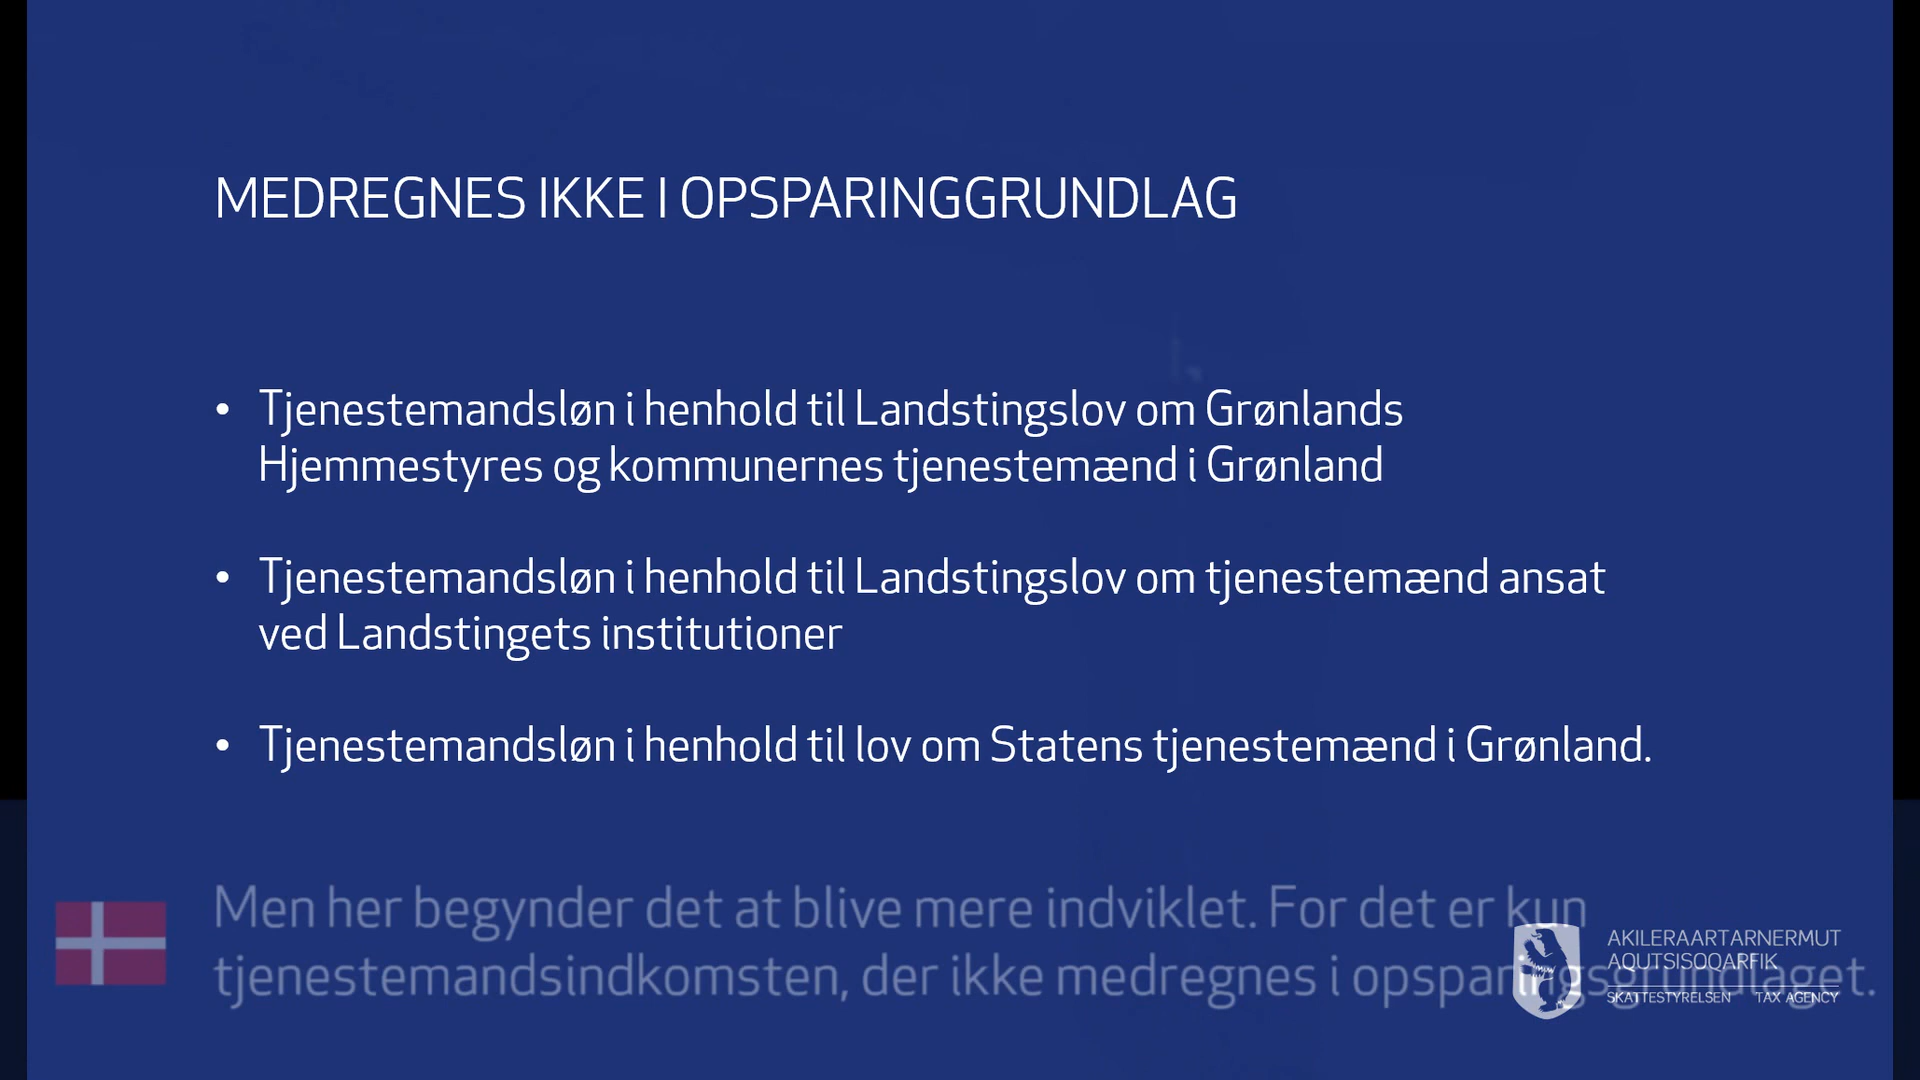 MEDREGNES IKKE I OPSPARINGGRUNDLAG
• Tjenestemandsløn i henhold til Landstingslov om Grønlands
Hjemmestyres og kommunernes tjenestemænd i Grønland
• Tjenestemandsløn i henhold til Landstingslov om tjenestemænd ansat
ved Landstingets institutioner
• Tjenestemandsløn i henhold til lov om Statens tjenestemænd i Grønland.
Men her begynder det at blive mere indviklet. For det er kun
tjenestemandsindkomsten, der ikke medregnes i opsparingsgrundlaget.
AKILERAARTARNERMUT
AQUTSISOQARFIK
SKATTESTYRELSEN TAX AGENCY